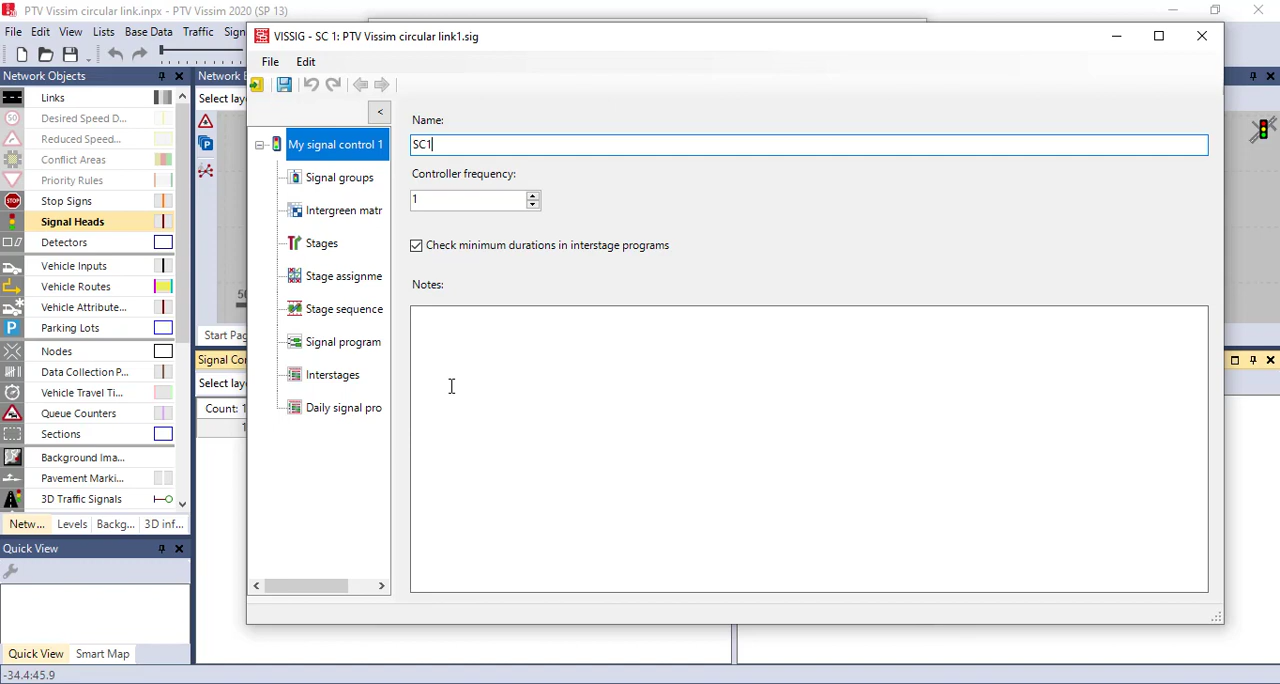 PTV Vissim circular link.inpx - PTV Vissim 2020 (SP 13)
File Edit View Lists Base Data Traffic Sign
Network Objects
Network E
Select lay
Links
50 Desired Speed D...
Reduced Speed...
Conflict Areas
Priority Rules
STOP Stop Signs
Signal Heads
Detectors
Vehicle Inputs
Vehicle Routes
Vehicle Attribute...
P Parking Lots
Nodes
Data Collection P...
Vehicle Travel Ti...
Queue Counters
Sections
Background Ima...
Pavement Marki...
3D Traffic Signals
Netw... Levels Backg... 3D inf...
Quick View
Quick View Smart Map
-34.4:45.9
P
Start Pag
Signal Con
Select lay
Count: 1
1
VISSIG - SC 1: PTV Vissim circular link1.sig
File Edit
<
My signal control 1
Signal groups
Intergreen matr
Stages
Stage assignme
Stage sequence
Signal program
Interstages
Daily signal pro
Name:
SC1
Controller frequency:
1
Check minimum durations in interstage programs
Notes: